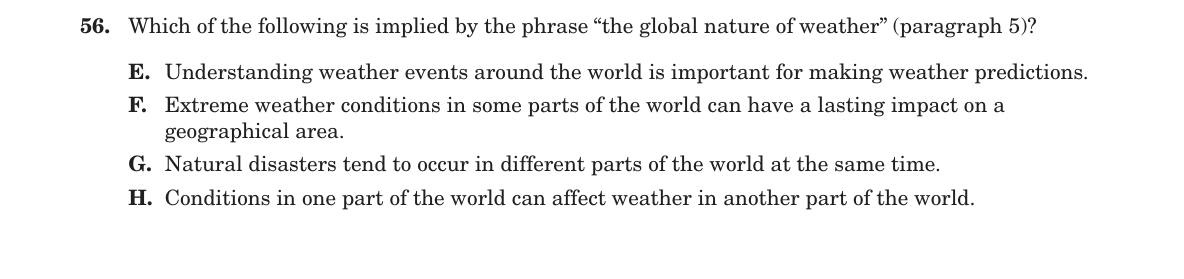 56. Which of the following is implied by the phrase “the global nature of weather” (paragraph 5)?
E. Understanding weather events around the world is important for making weather predictions.
F. Extreme weather conditions in some parts of the world can have a lasting impact on a
geographical area.
G. Natural disasters tend to occur in different parts of the world at the same time.
H. Conditions in one part of the world can affect weather in another part of the world.